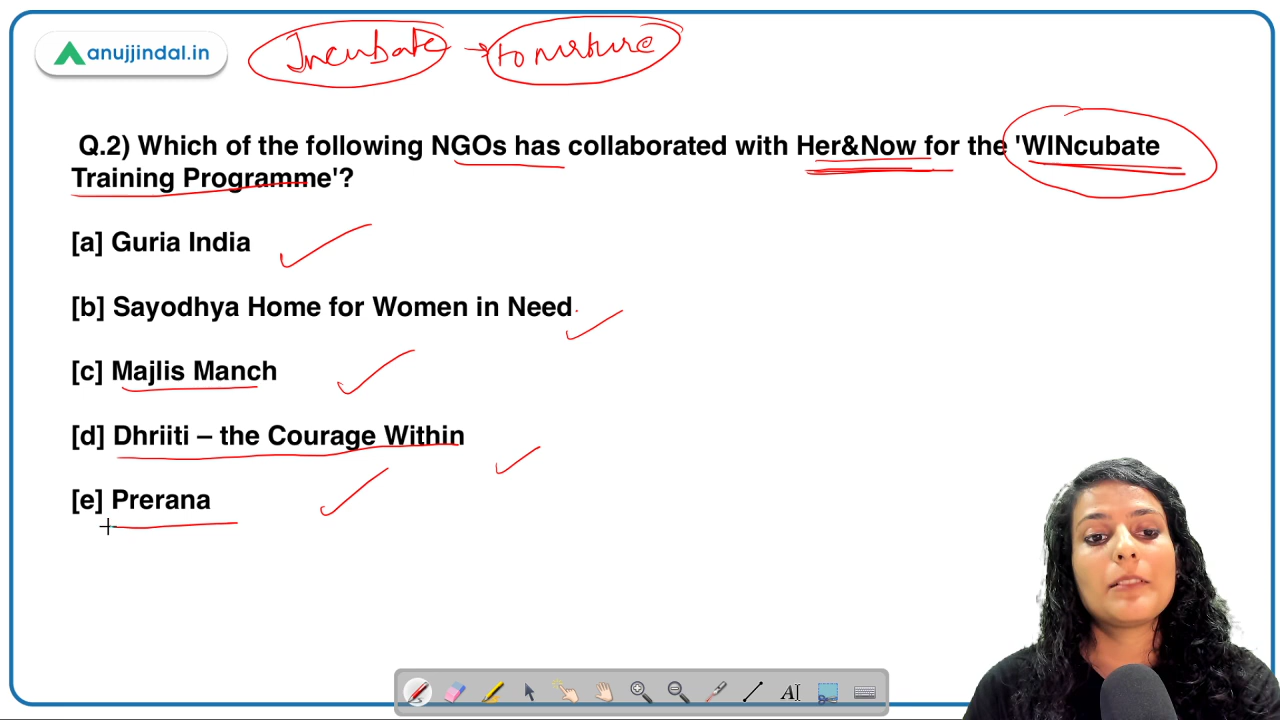 anujjindal.in
Incubate → to nurture
Q.2) Which of the following NGOs has collaborated with Her&Now for the 'WINcubate
Training Programme'?
[a] Guria India
[b] Sayodhya Home for Women in Need
[c] Majlis Manch
[d] Dhriiti – the Courage Within
[e] Prerana
AI